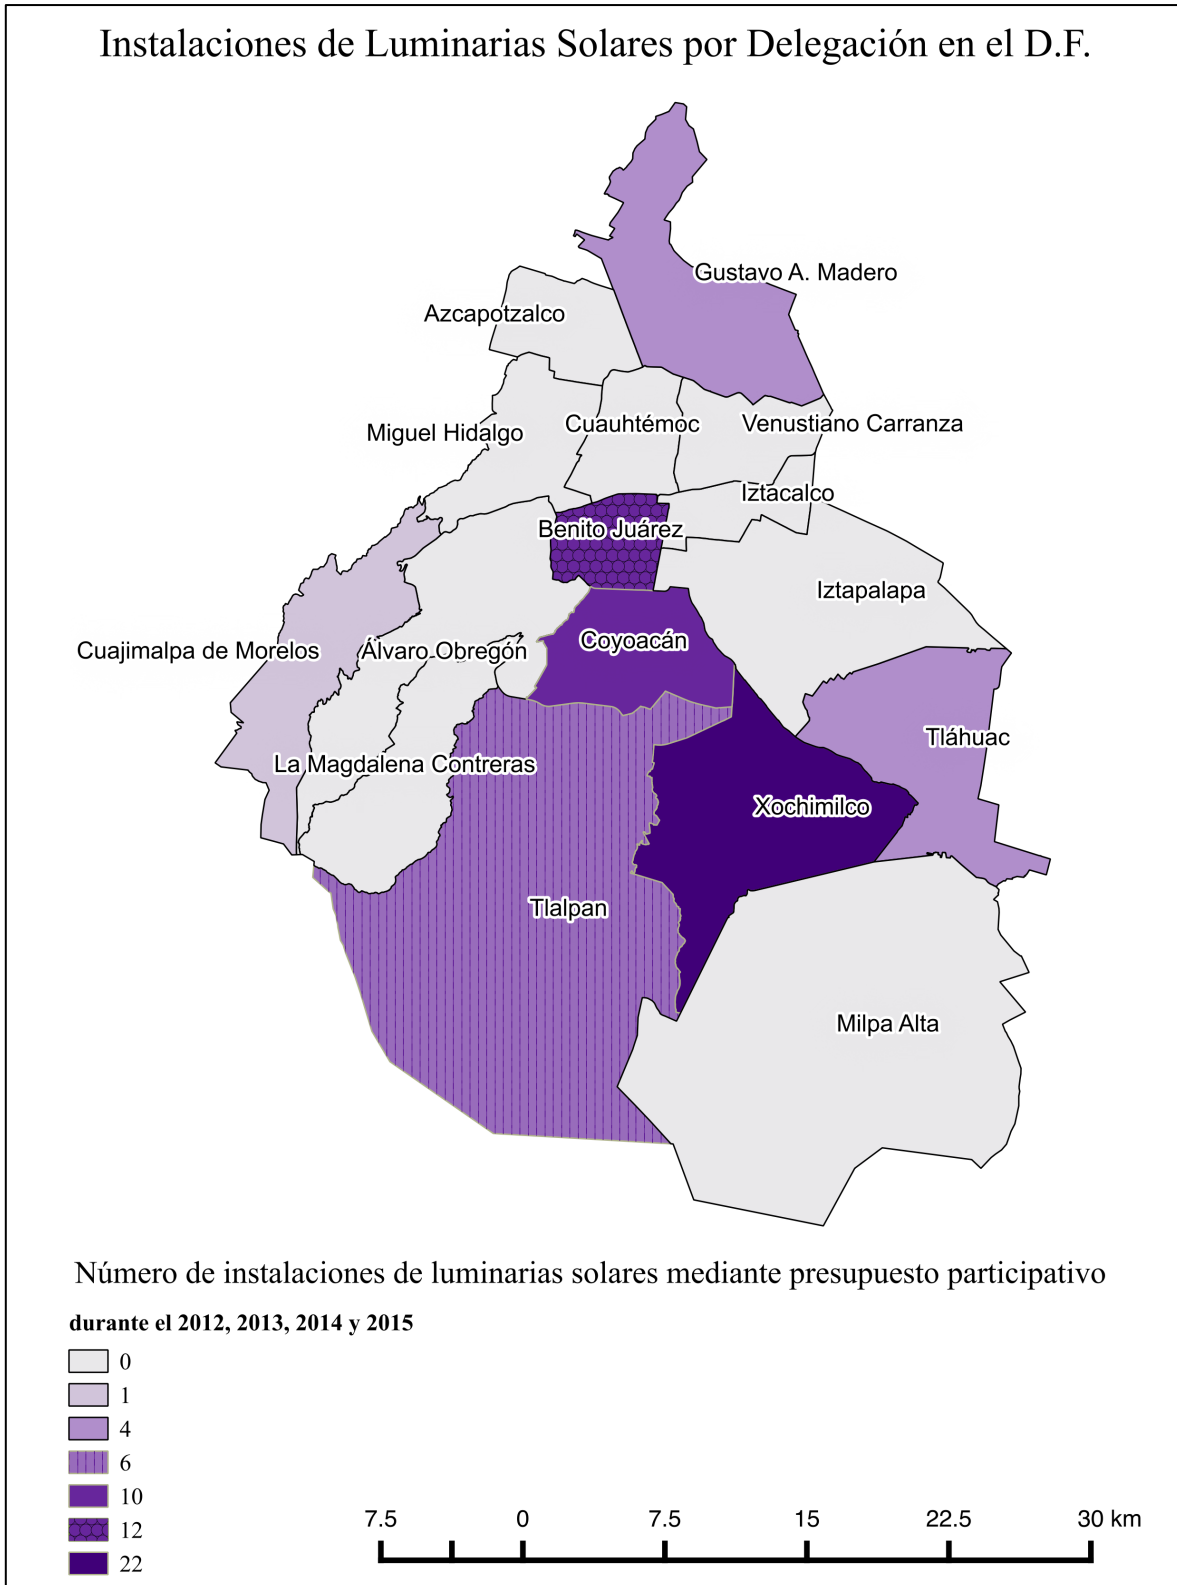 Instalaciones de Luminarias Solares por Delegación en el D.F.
Gustavo A. Madero
Azcapotzalco
Miguel Hidalgo
Cuauhtémoc
Venustiano Carranza
Iztacalco
Benito Juárez
Iztapalapa
Cuajimalpa de Morelos
Álvaro Obregón
Coyoacán
Tláhuac
La Magdalena Contreras
Xochimilco
Tlalpan
Milpa Alta
Número de instalaciones de luminarias solares mediante presupuesto participativo
durante el 2012, 2013, 2014 y 2015
0
1
4
6
10
12
22
7.5 0 7.5 15 22.5 30 km